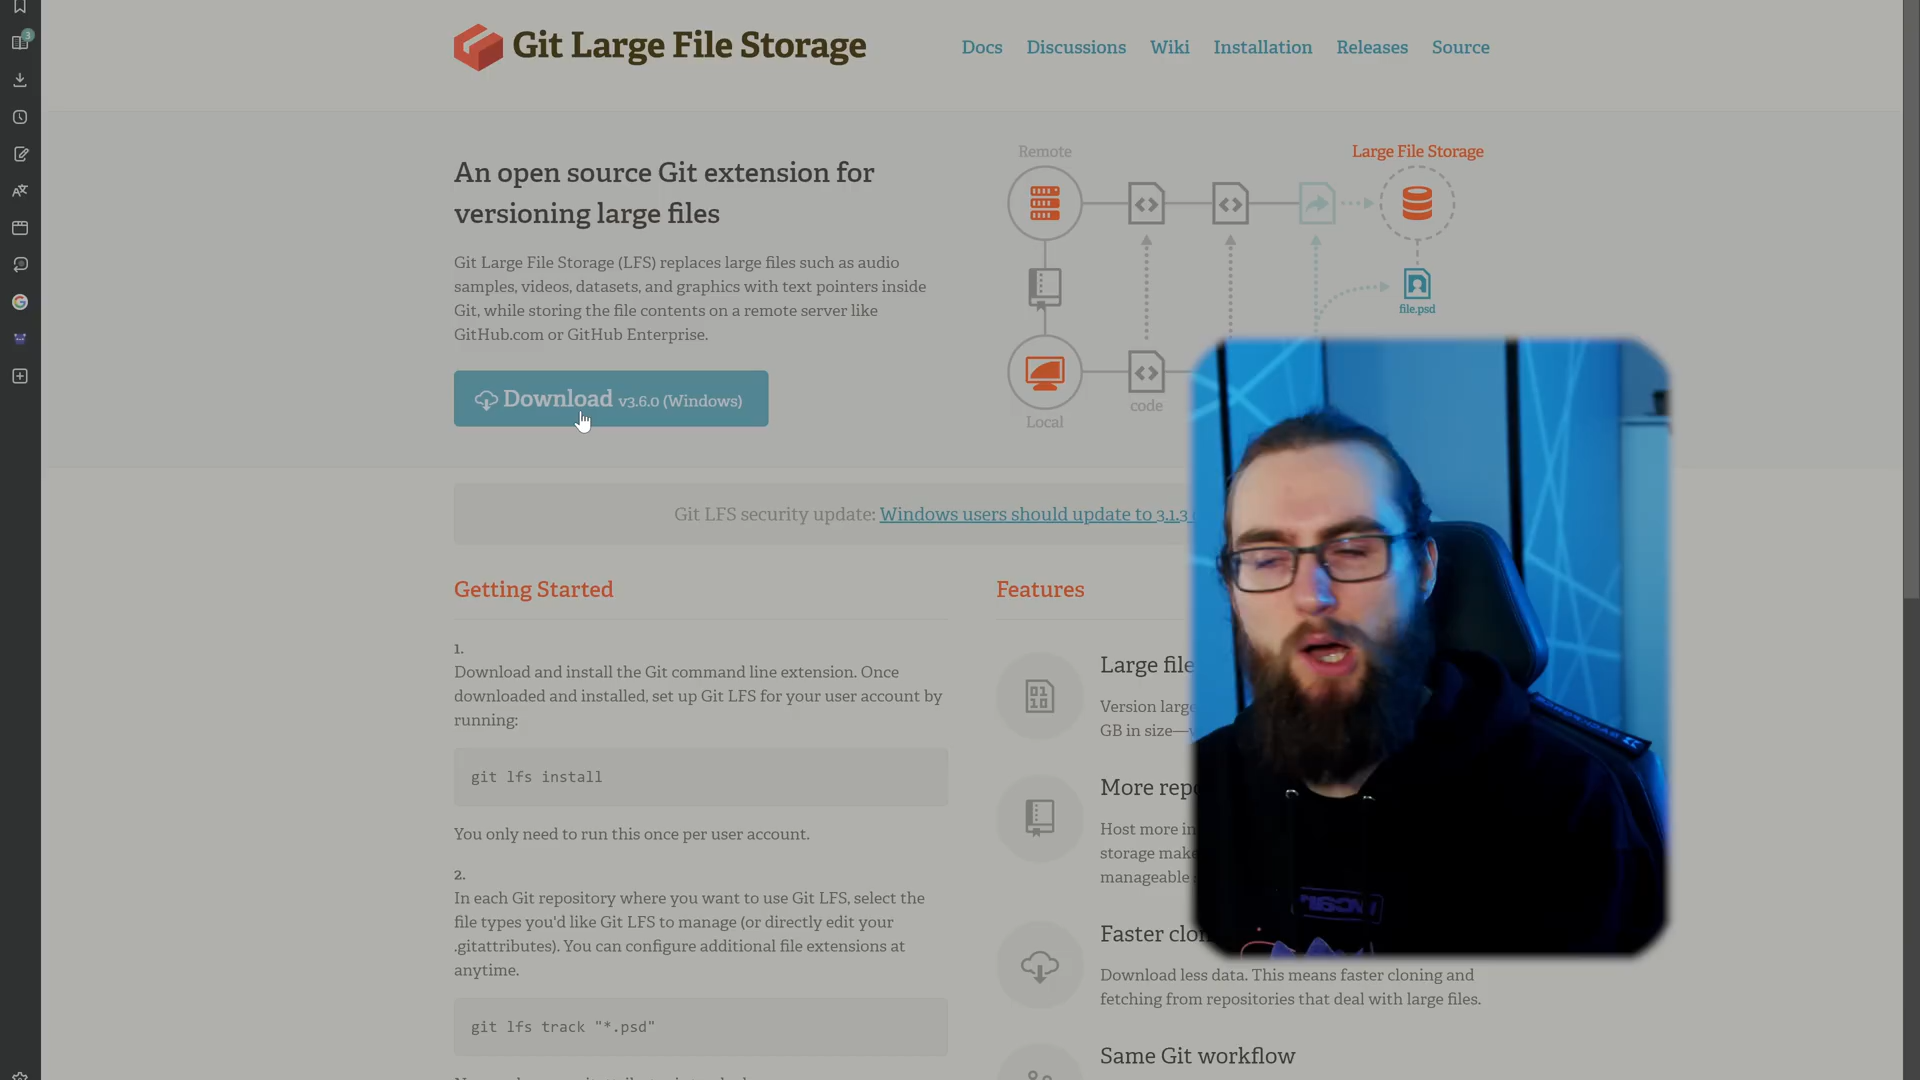 3
Git Large File Storage
Docs
Discussions
Wiki
Installation
Releases
Source
An open source Git extension for
versioning large files
Git Large File Storage (LFS) replaces large files such as audio
samples, videos, datasets, and graphics with text pointers inside
Git, while storing the file contents on a remote server like
GitHub.com or GitHub Enterprise.
Download v3.6.0 (Windows)
Remote
Large File Storage
file.psd
Local
code
Git LFS security update: Windows users should update to 3.1.3
Getting Started
1.
Download and install the Git command line extension. Once
downloaded and installed, set up Git LFS for your user account by
running:
git lfs install
You only need to run this once per user account.
2.
In each Git repository where you want to use Git LFS, select the
file types you'd like Git LFS to manage (or directly edit your
.gitattributes). You can configure additional file extensions at
anytime.
git lfs track "*.psd"
Features
01
10
Large file
Version large
GB in size—
More repo
Host more in
storage make
manageable
Faster clon
Download less data. This means faster cloning and
fetching from repositories that deal with large files.
Same Git workflow